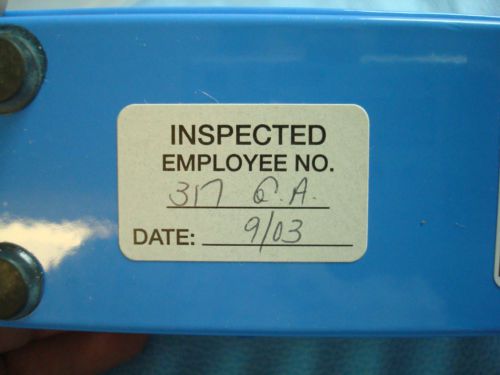 INSPECTED
EMPLOYEE NO.
317 Q.A.
DATE: 9/03